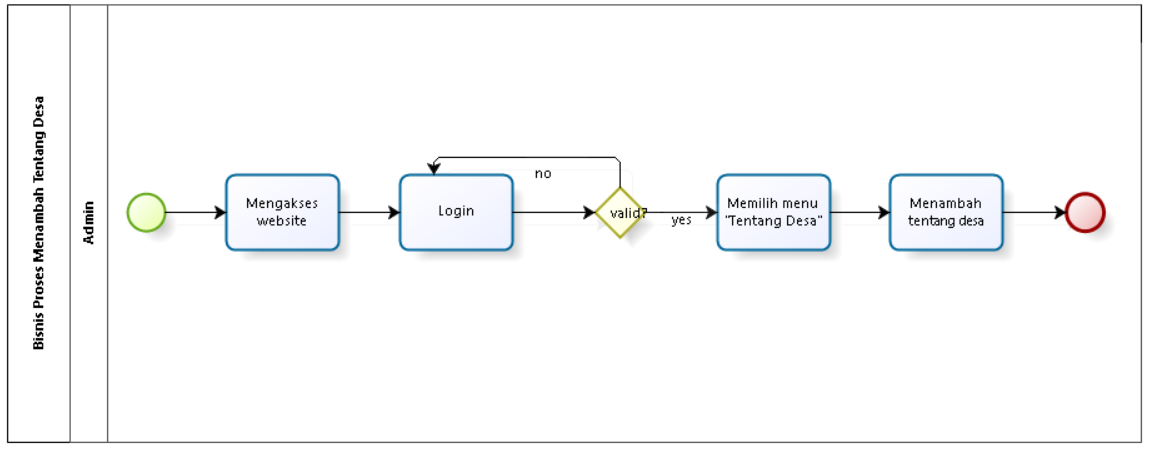 Bisnis Proses Menambah Tentang Desa
Admin
Mengakses
website
Login
no
valid?
yes
Memilih menu
"Tentang Desa"
Menambah
tentang desa